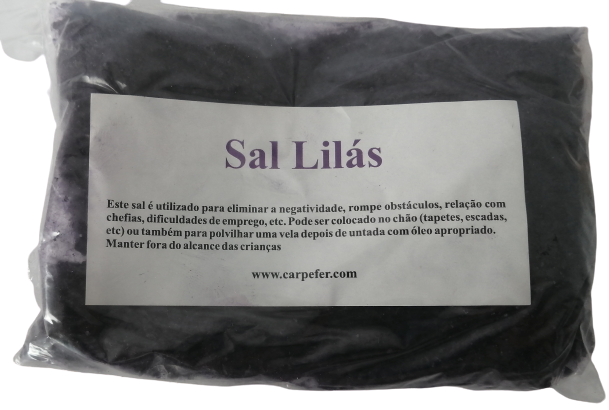 Sal Lilás
Este sal é utilizado para eliminar a negatividade, rompe obstáculos, relação com
chefias, dificuldades de emprego, etc. Pode ser colocado no chão (tapetes, escadas,
etc) ou também para polvilhar uma vela depois de untada com óleo apropriado.
Manter fora do alcance das crianças
www.carpefer.com